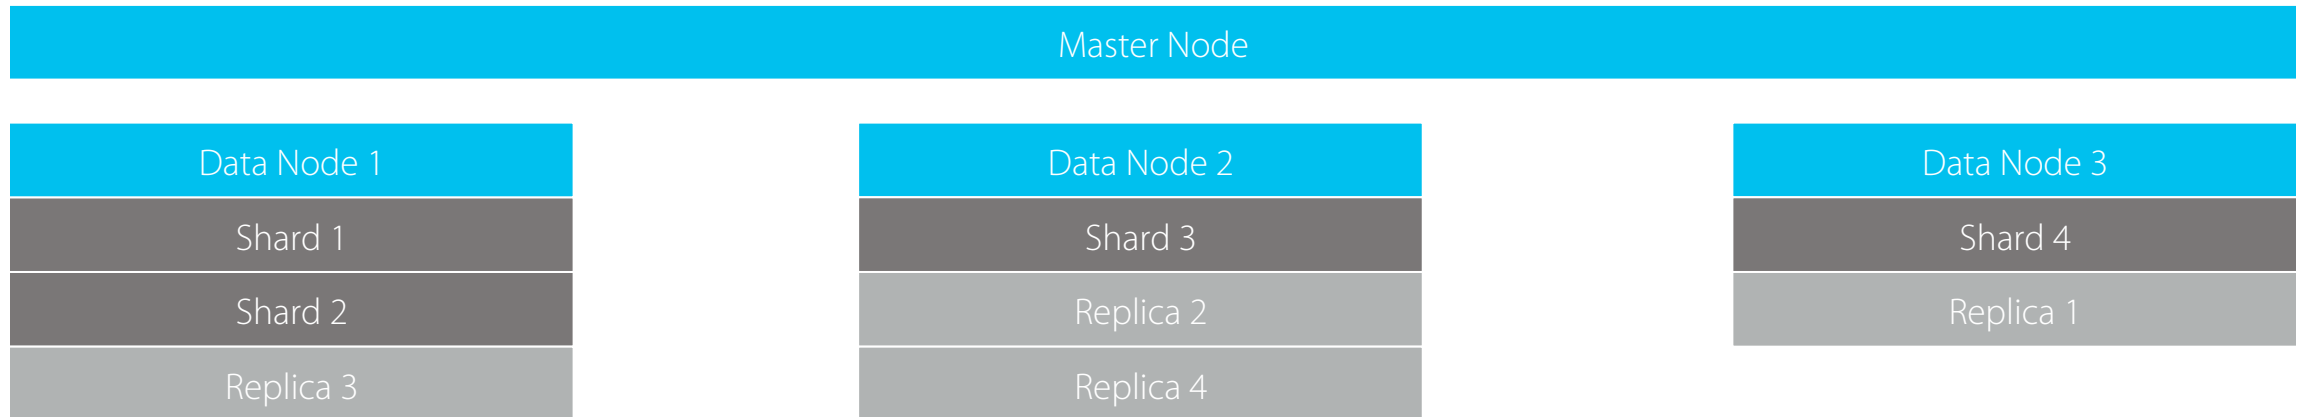 Master Node
Data Node 1
Shard 1
Shard 2
Replica 3
Data Node 2
Shard 3
Replica 2
Replica 4
Data Node 3
Shard 4
Replica 1